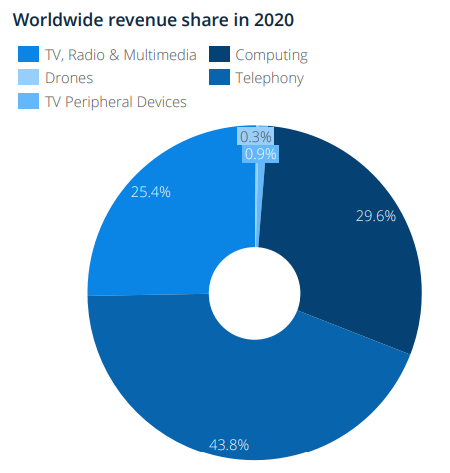 Worldwide revenue share in 2020
TV, Radio & Multimedia
Computing
Drones
Telephony
TV Peripheral Devices
0.3%
0.9%
25.4%
29.6%
43.8%